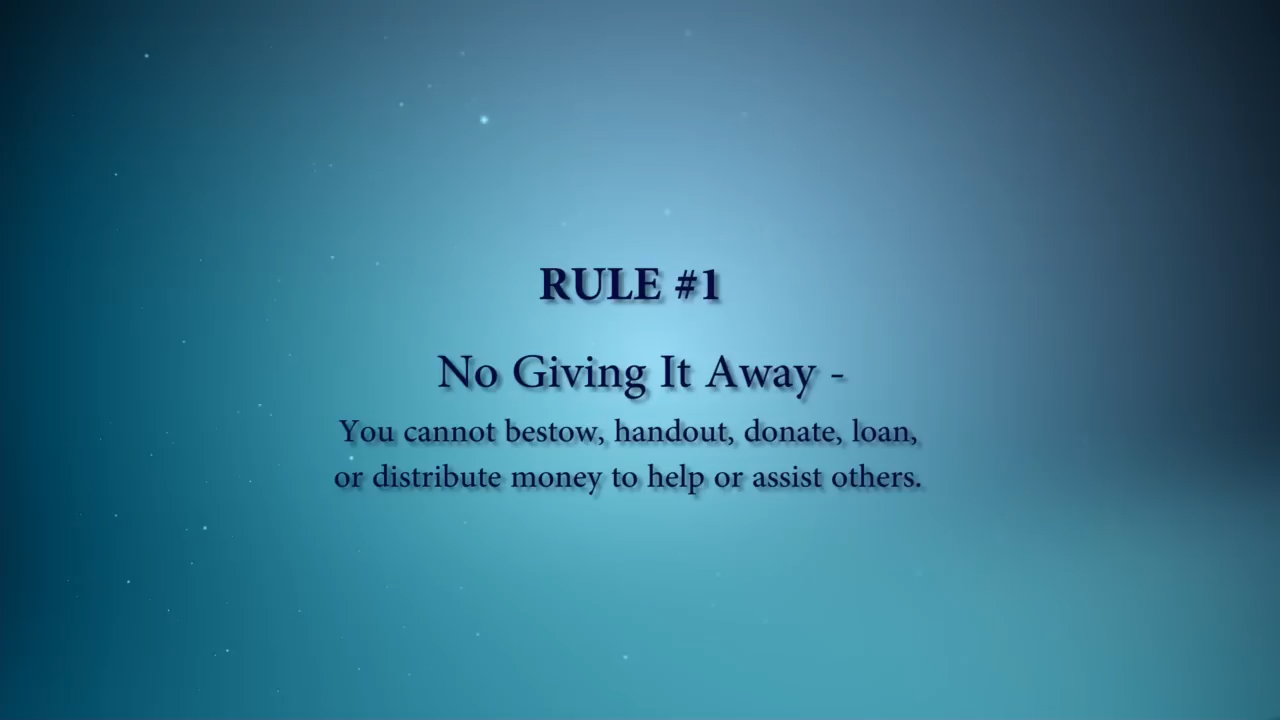 RULE #1
No Giving It Away -
You cannot bestow, handout, donate, loan,
or distribute money to help or assist others.